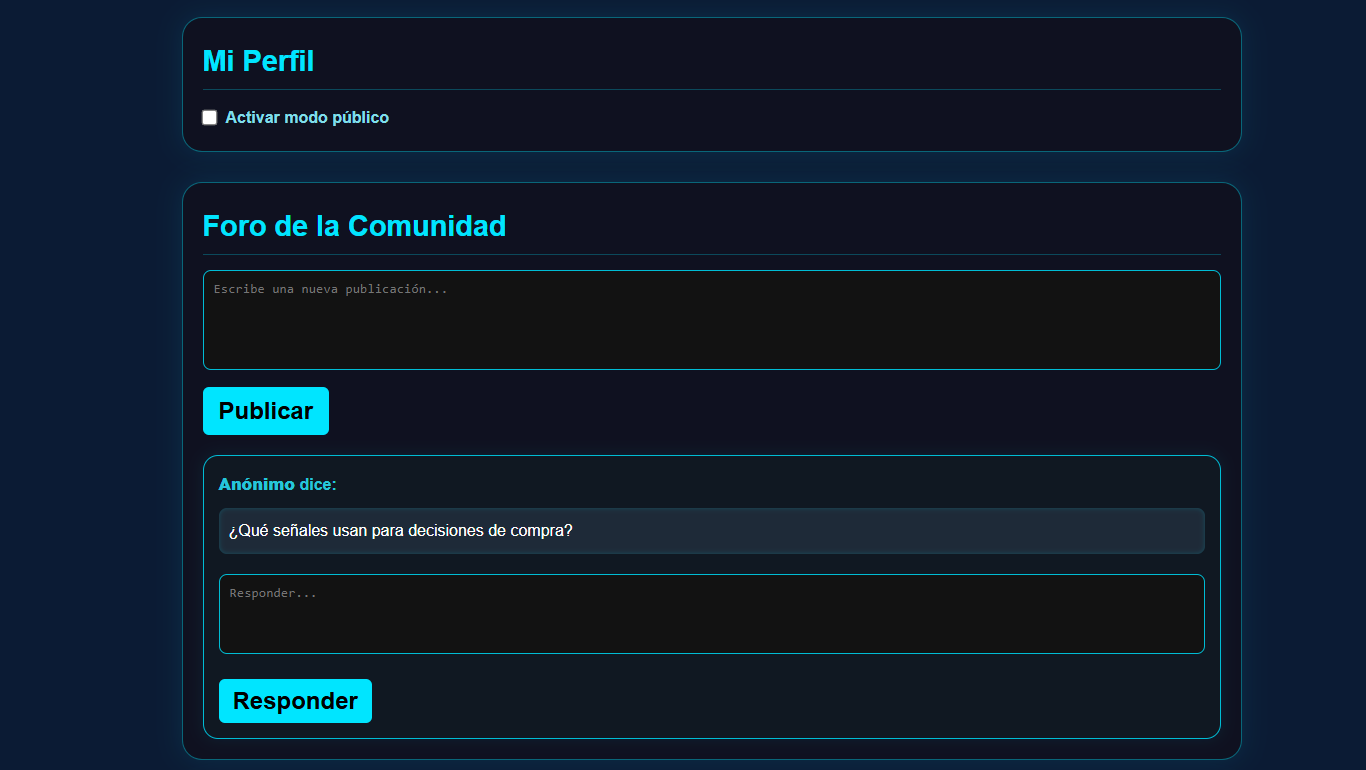 Mi Perfil
Activar modo público
Foro de la Comunidad
Escribe una nueva publicación...
Publicar
Anónimo dice:
¿Qué señales usan para decisiones de compra?
Responder...
Responder